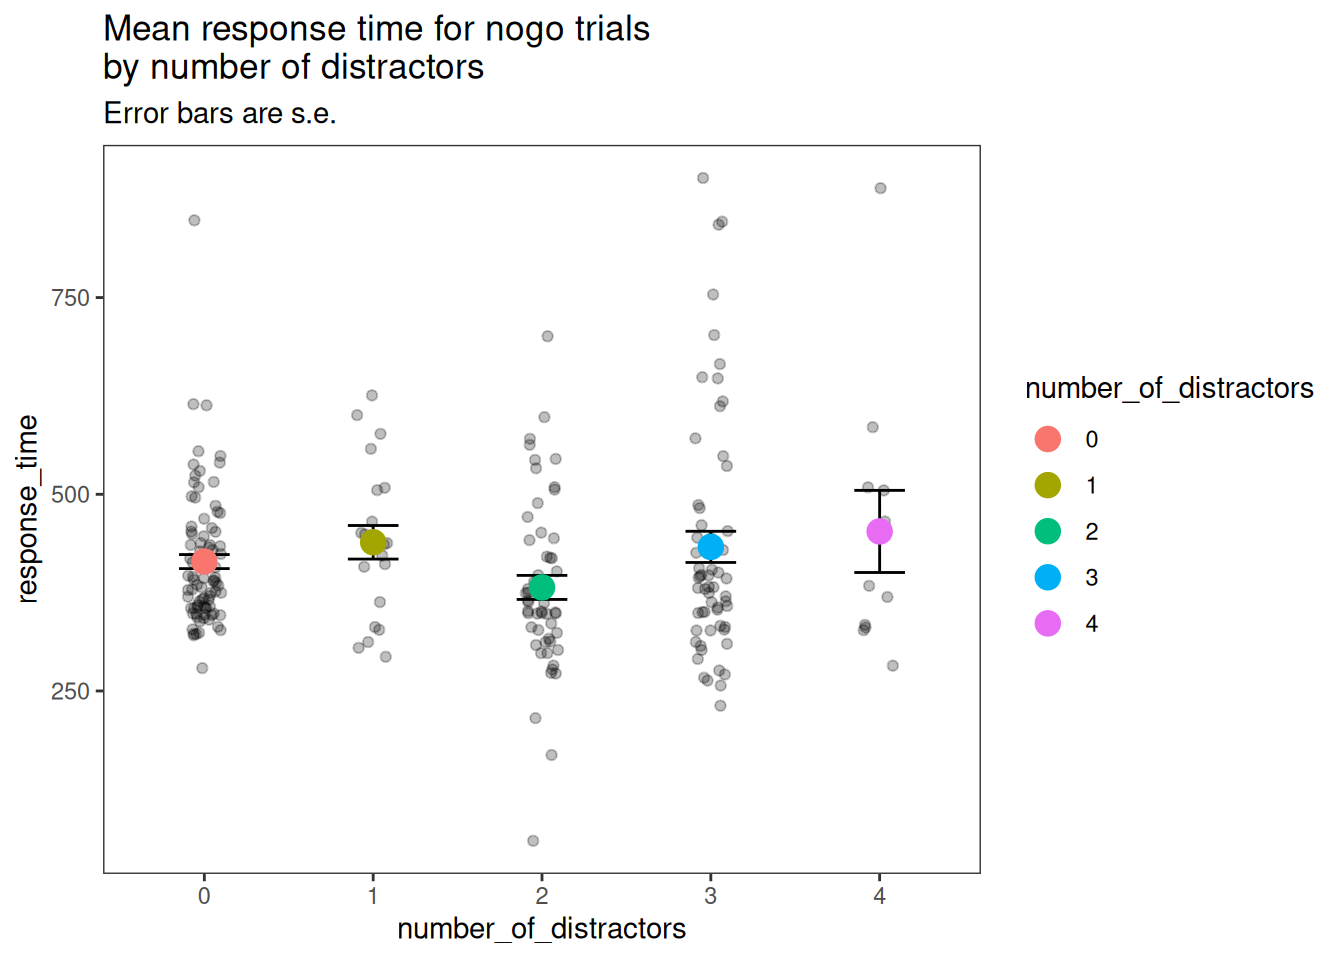 Mean response time for nogo trials
by number of distractors
Error bars are s.e.
response_time
750
500
250
0
1
2
3
4
number_of_distractors
number_of_distractors
0
1
2
3
4